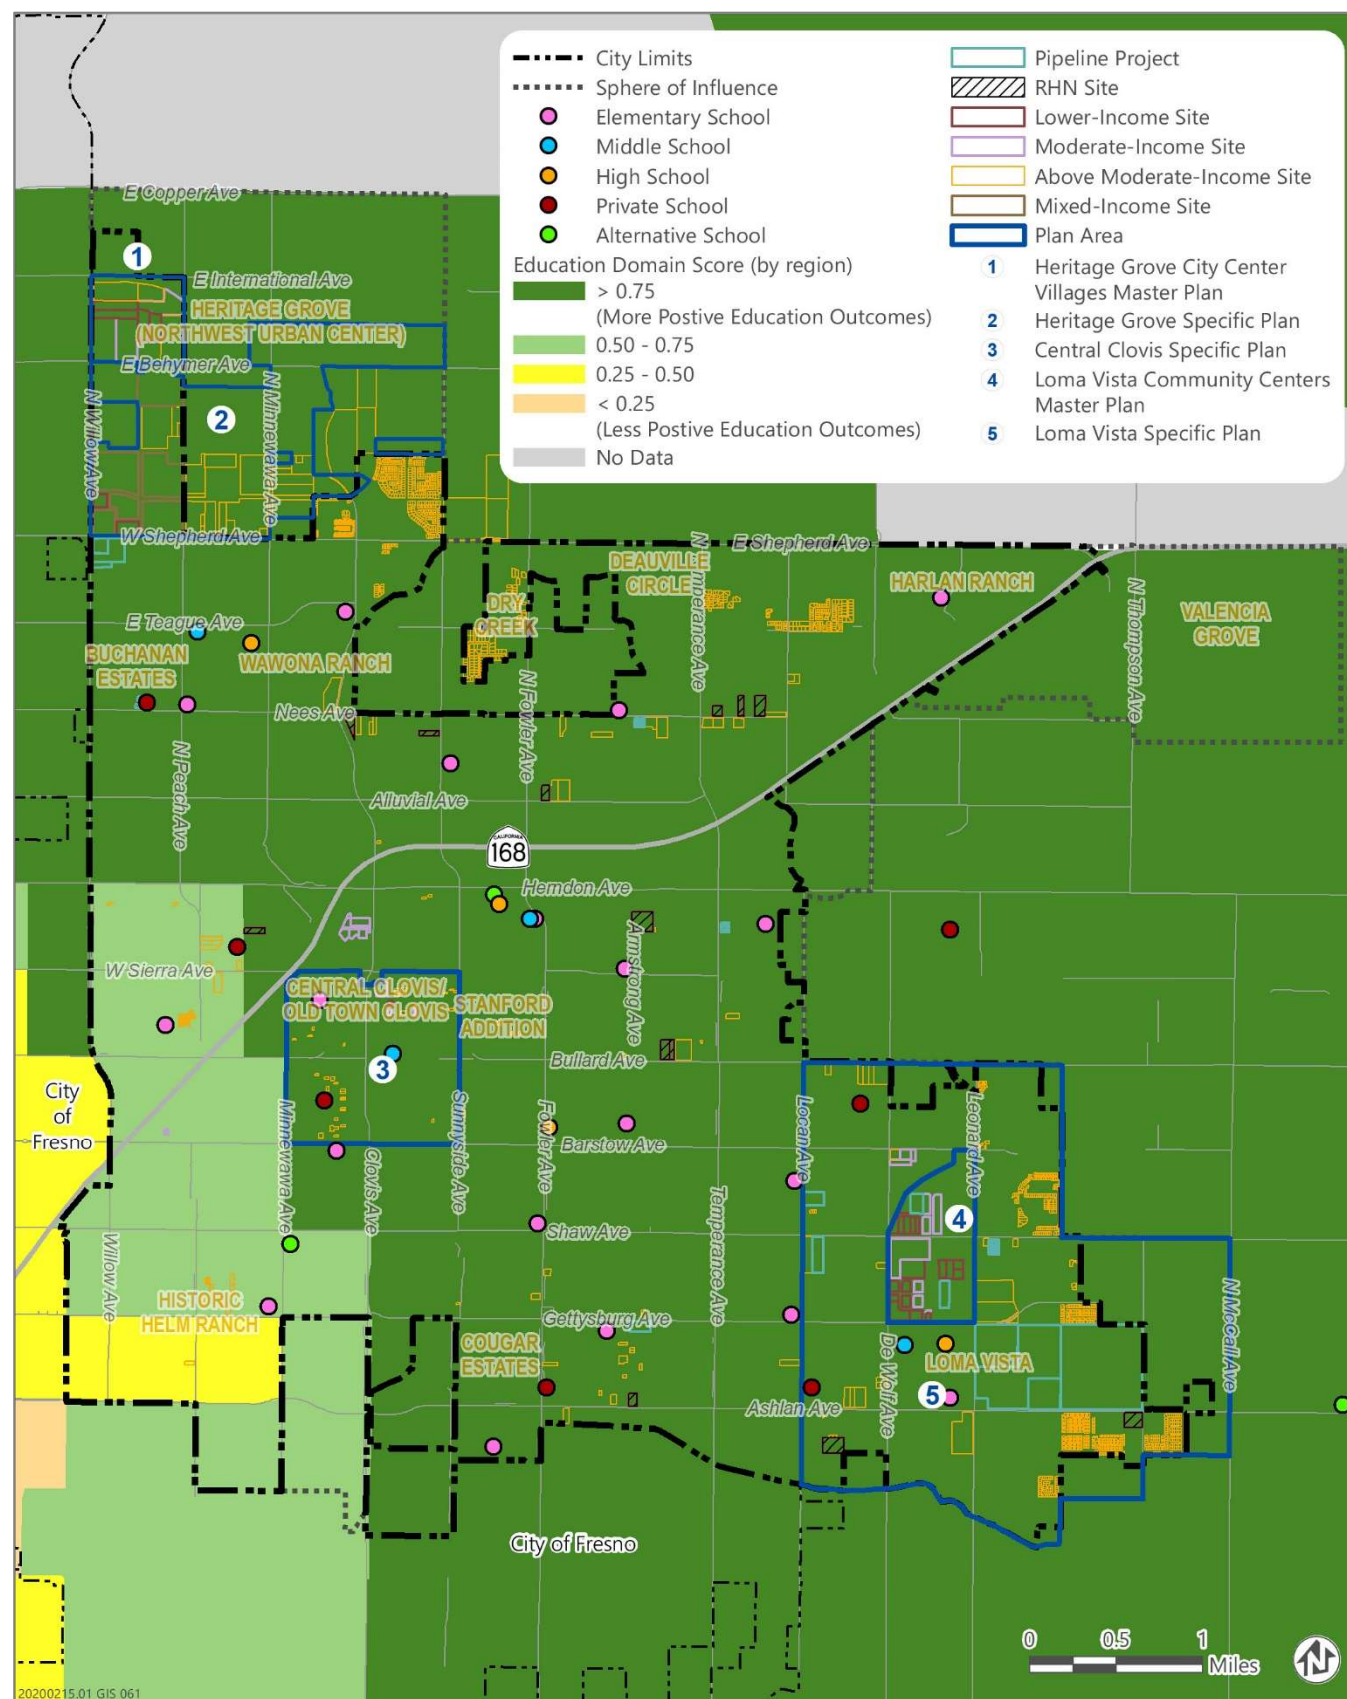 City Limits
Sphere of Influence
Elementary School
Middle School
High School
Private School
Alternative School
Education Domain Score (by region)
> 0.75
(More Postive Education Outcomes)
0.50 - 0.75
0.25 - 0.50
< 0.25
(Less Postive Education Outcomes)
No Data
Pipeline Project
RHN Site
Lower-Income Site
Moderate-Income Site
Above Moderate-Income Site
Mixed-Income Site
Plan Area
1 Heritage Grove City Center
Villages Master Plan
2 Heritage Grove Specific Plan
3 Central Clovis Specific Plan
4 Loma Vista Community Centers
Master Plan
5 Loma Vista Specific Plan
E Copper Ave
1
E International Ave
HERITAGE GROVE
(NORTHWEST URBAN CENTER)
E Behymer Ave
N Willow Ave
2
N Minnewawa Ave
W Shepherd Ave
E Shepherd Ave
DEAUVILLE
CIRCLE
N Temperance Ave
HARLAN RANCH
N Thompson Ave
VALENCIA
GROVE
DRY
CREEK
E Teague Ave
BUCHANAN
ESTATES
WAWONA RANCH
Nees Ave
N Fowler Ave
N Peach Ave
Alluvial Ave
CALIFORNIA
168
Herndon Ave
Armstrong Ave
W Sierra Ave
CENTRAL CLOVIS/
OLD TOWN CLOVIS
STANFORD
ADDITION
Bullard Ave
3
City
of
Fresno
Minnewawa Ave
Clovis Ave
Sunnyside Ave
Fowler Ave
Barstow Ave
Locan Ave
Leonard Ave
Temperance Ave
Shaw Ave
4
Willow Ave
HISTORIC
HELM RANCH
Gettysburg Ave
COUGAR
ESTATES
De Wolf Ave
LOMA VISTA
N McCall Ave
5
Ashlan Ave
City of Fresno
0 0.5 1
Miles
N
20200215.01 GIS 061